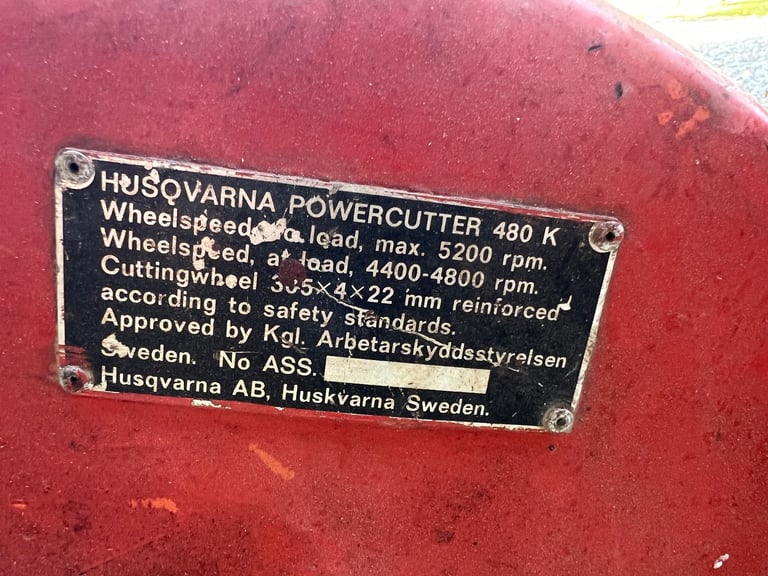 HUSQVARNA POWERCUTTER 480 K
Wheelspeed, load, max. 5200 rpm.
Wheelspeed, at load, 4400-4800 rpm.
Cuttingwheel 305×4×22 mm reinforced
according to safety standards.
Approved by Kgl. Arbetarskyddsstyrelsen
Sweden. No ASS.
Husqvarna AB, Huskvarna Sweden.